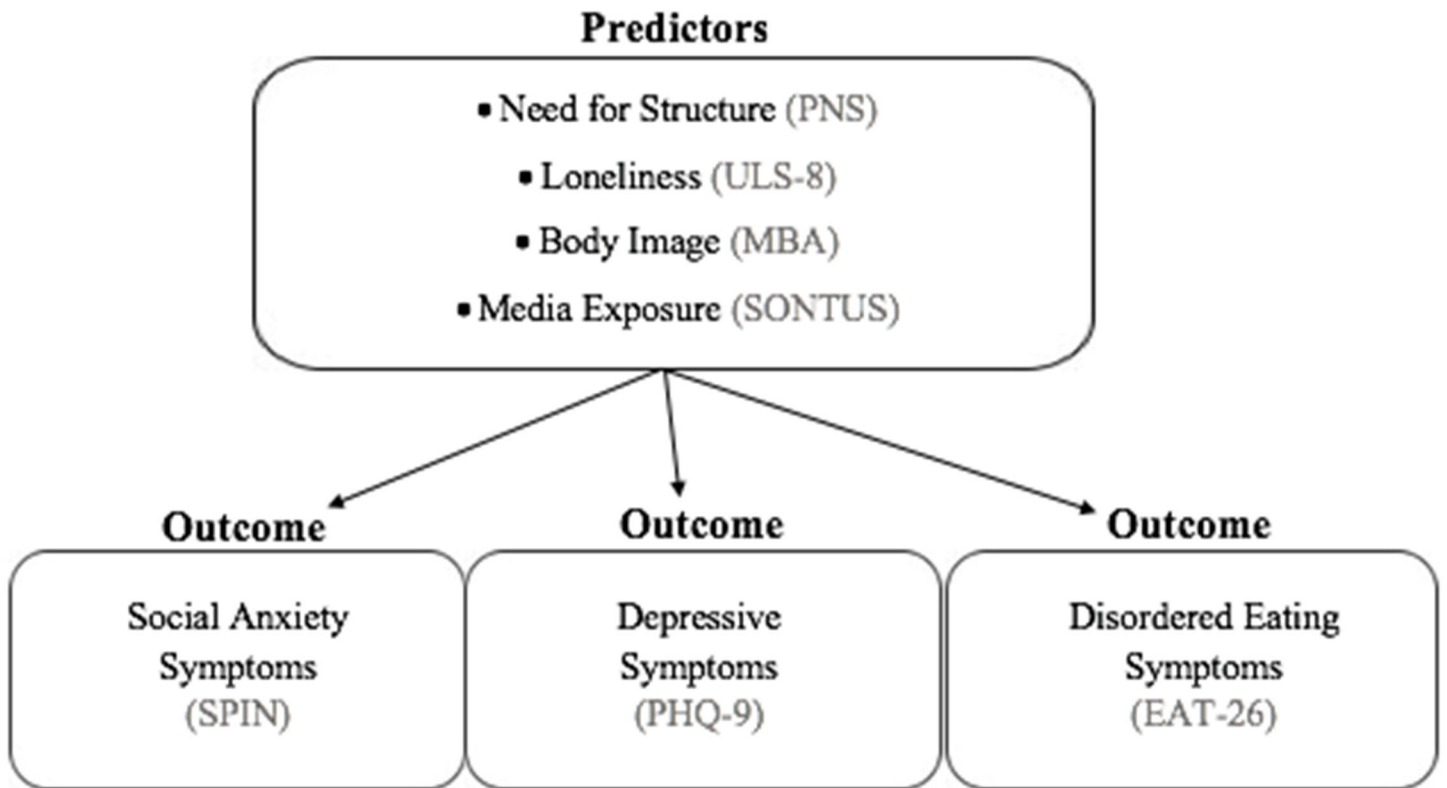 Predictors
▪ Need for Structure (PNS)
▪ Loneliness (ULS-8)
▪ Body Image (MBA)
▪ Media Exposure (SONTUS)
Outcome
Social Anxiety
Symptoms
(SPIN)
Outcome
Depressive
Symptoms
(PHQ-9)
Outcome
Disordered Eating
Symptoms
(EAT-26)